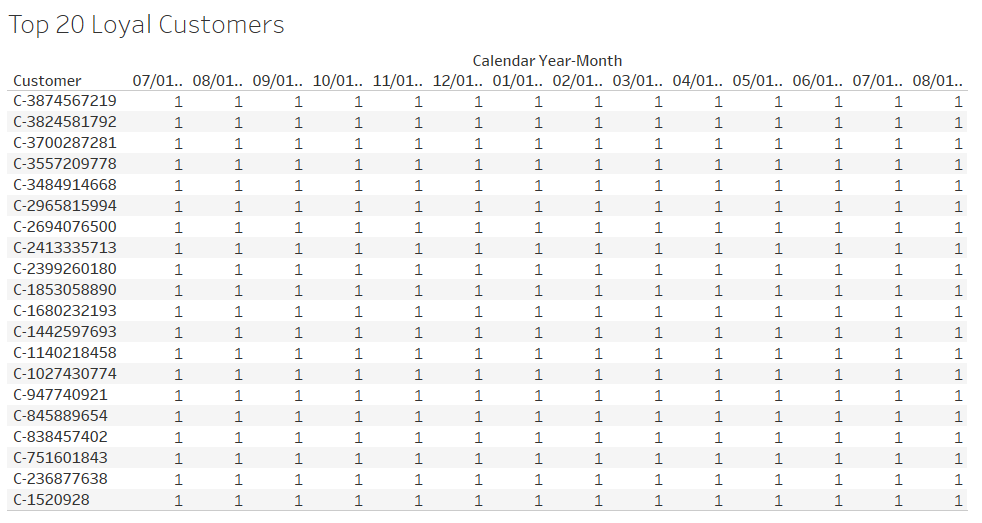 Top 20 Loyal Customers
Calendar Year-Month
Customer 07/01.. 08/01.. 09/01.. 10/01.. 11/01.. 12/01.. 01/01.. 02/01.. 03/01.. 04/01.. 05/01.. 06/01.. 07/01.. 08/01..
C-3874567219 1 1 1 1 1 1 1 1 1 1 1 1 1 1
C-3824581792 1 1 1 1 1 1 1 1 1 1 1 1 1 1
C-3700287281 1 1 1 1 1 1 1 1 1 1 1 1 1 1
C-3557209778 1 1 1 1 1 1 1 1 1 1 1 1 1 1
C-3484914668 1 1 1 1 1 1 1 1 1 1 1 1 1 1
C-2965815994 1 1 1 1 1 1 1 1 1 1 1 1 1 1
C-2694076500 1 1 1 1 1 1 1 1 1 1 1 1 1 1
C-2413335713 1 1 1 1 1 1 1 1 1 1 1 1 1 1
C-2399260180 1 1 1 1 1 1 1 1 1 1 1 1 1 1
C-1853058890 1 1 1 1 1 1 1 1 1 1 1 1 1 1
C-1680232193 1 1 1 1 1 1 1 1 1 1 1 1 1 1
C-1442597693 1 1 1 1 1 1 1 1 1 1 1 1 1 1
C-1140218458 1 1 1 1 1 1 1 1 1 1 1 1 1 1
C-1027430774 1 1 1 1 1 1 1 1 1 1 1 1 1 1
C-947740921 1 1 1 1 1 1 1 1 1 1 1 1 1 1
C-845889654 1 1 1 1 1 1 1 1 1 1 1 1 1 1
C-838457402 1 1 1 1 1 1 1 1 1 1 1 1 1 1
C-751601843 1 1 1 1 1 1 1 1 1 1 1 1 1 1
C-236877638 1 1 1 1 1 1 1 1 1 1 1 1 1 1
C-1520928 1 1 1 1 1 1 1 1 1 1 1 1 1 1